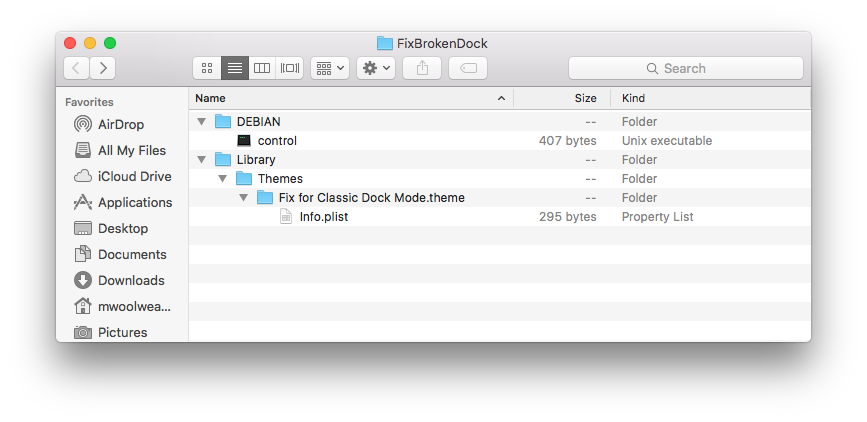 FixBrokenDock
Search
Favorites
AirDrop
All My Files
iCloud Drive
Applications
Desktop
Documents
Downloads
mwoolwea...
Pictures
Name Size Kind
DEBIAN -- Folder
control 407 bytes Unix executable
Library -- Folder
Themes -- Folder
Fix for Classic Dock Mode.theme -- Folder
Info.plist 295 bytes Property List